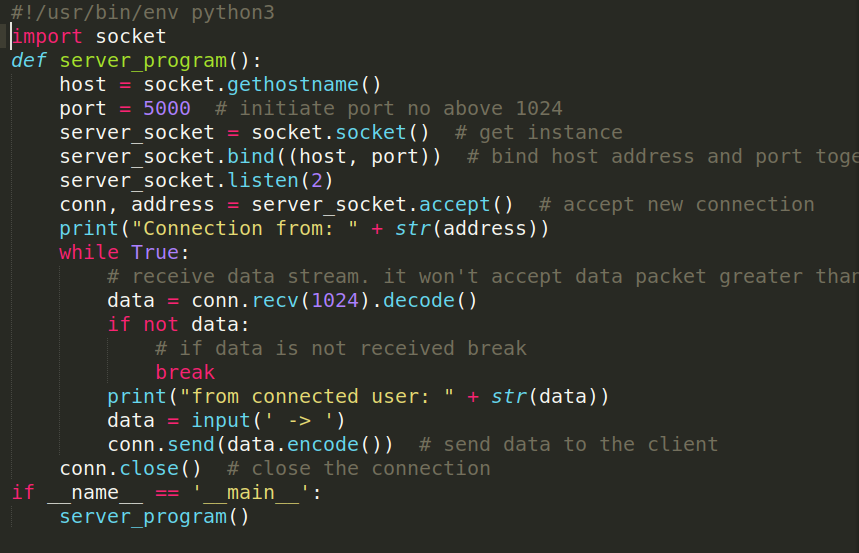 #!/usr/bin/env python3
import socket
def server_program():
    host = socket.gethostname()
    port = 5000  # initiate port no above 1024
    server_socket = socket.socket()  # get instance
    server_socket.bind((host, port))  # bind host address and port toge
    server_socket.listen(2)
    conn, address = server_socket.accept()  # accept new connection
    print("Connection from: " + str(address))
    while True:
        # receive data stream. it won't accept data packet greater than
        data = conn.recv(1024).decode()
        if not data:
            # if data is not received break
            break
        print("from connected user: " + str(data))
        data = input(' -> ')
        conn.send(data.encode())  # send data to the client
    conn.close()  # close the connection
if __name__ == '__main__':
    server_program()